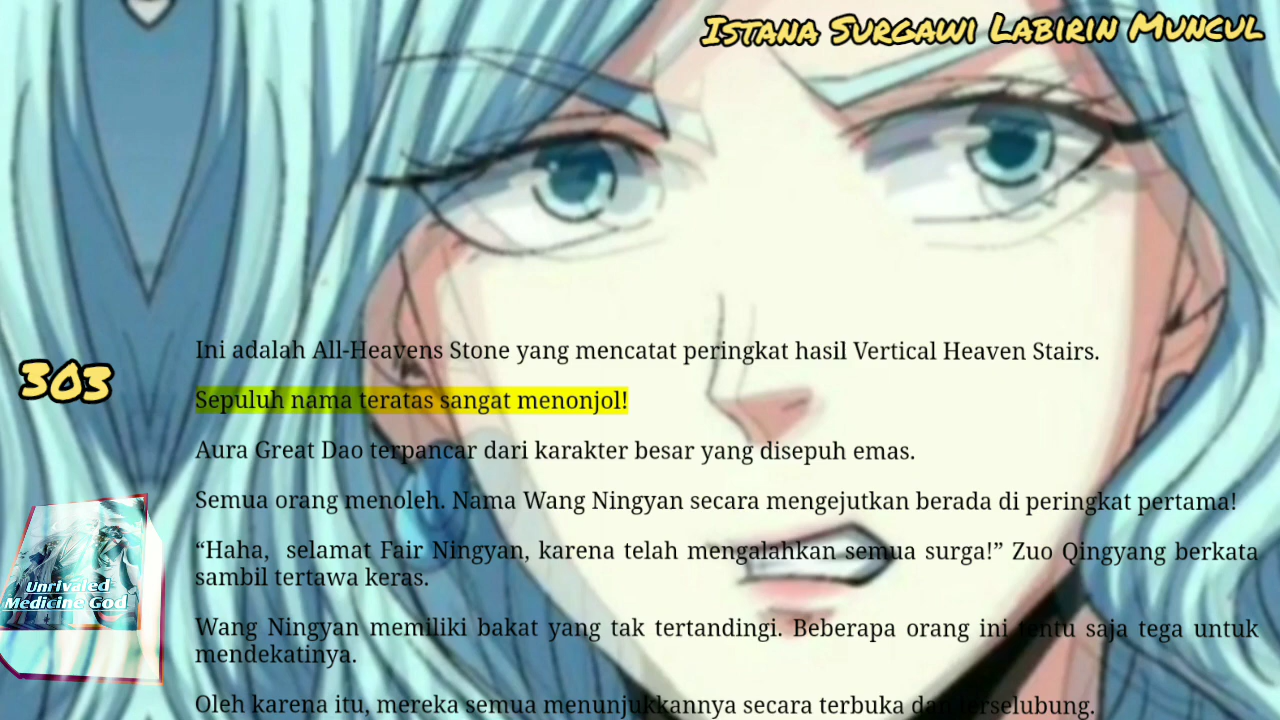 Istana Surgawi Labirin Muncul
Ini adalah All-Heavens Stone yang mencatat peringkat hasil Vertical Heaven Stairs.
303
Sepuluh nama teratas sangat menonjol!
Aura Great Dao terpancar dari karakter besar yang disepuh emas.
Semua orang menoleh. Nama Wang Ningyan secara mengejutkan berada di peringkat pertama!
“Haha, selamat Fair Ningyan, karena telah mengalahkan semua surga!” Zuo Qingyang berkata
sambil tertawa keras.
Unrivaled
Medicine God
Wang Ningyan memiliki bakat yang tak tertandingi. Beberapa orang ini tentu saja tega untuk
mendekatinya.
Oleh karena itu, mereka semua menunjukkannya secara terbuka dan terselubung.